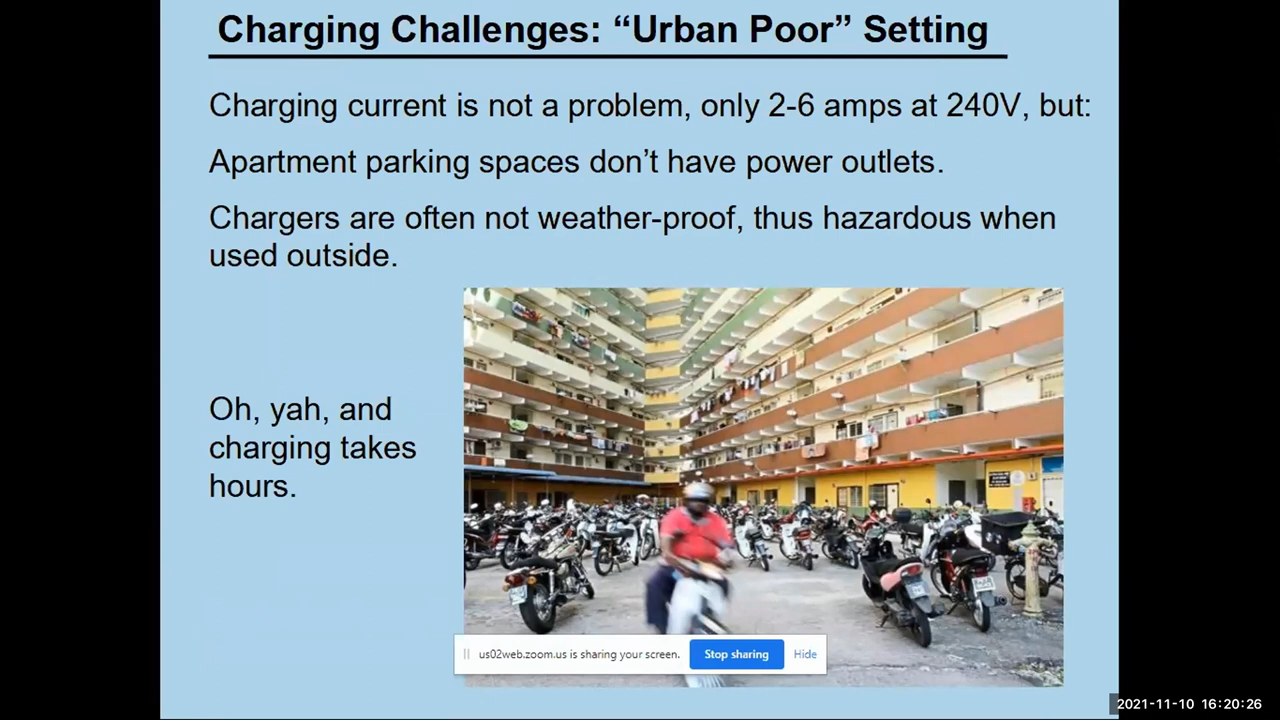 Charging Challenges: “Urban Poor” Setting
Charging current is not a problem, only 2-6 amps at 240V, but:
Apartment parking spaces don’t have power outlets.
Chargers are often not weather-proof, thus hazardous when
used outside.
Oh, yah, and
charging takes
hours.
us02web.zoom.us is sharing your screen.
Stop sharing
Hide
2021-11-10 16:20:26